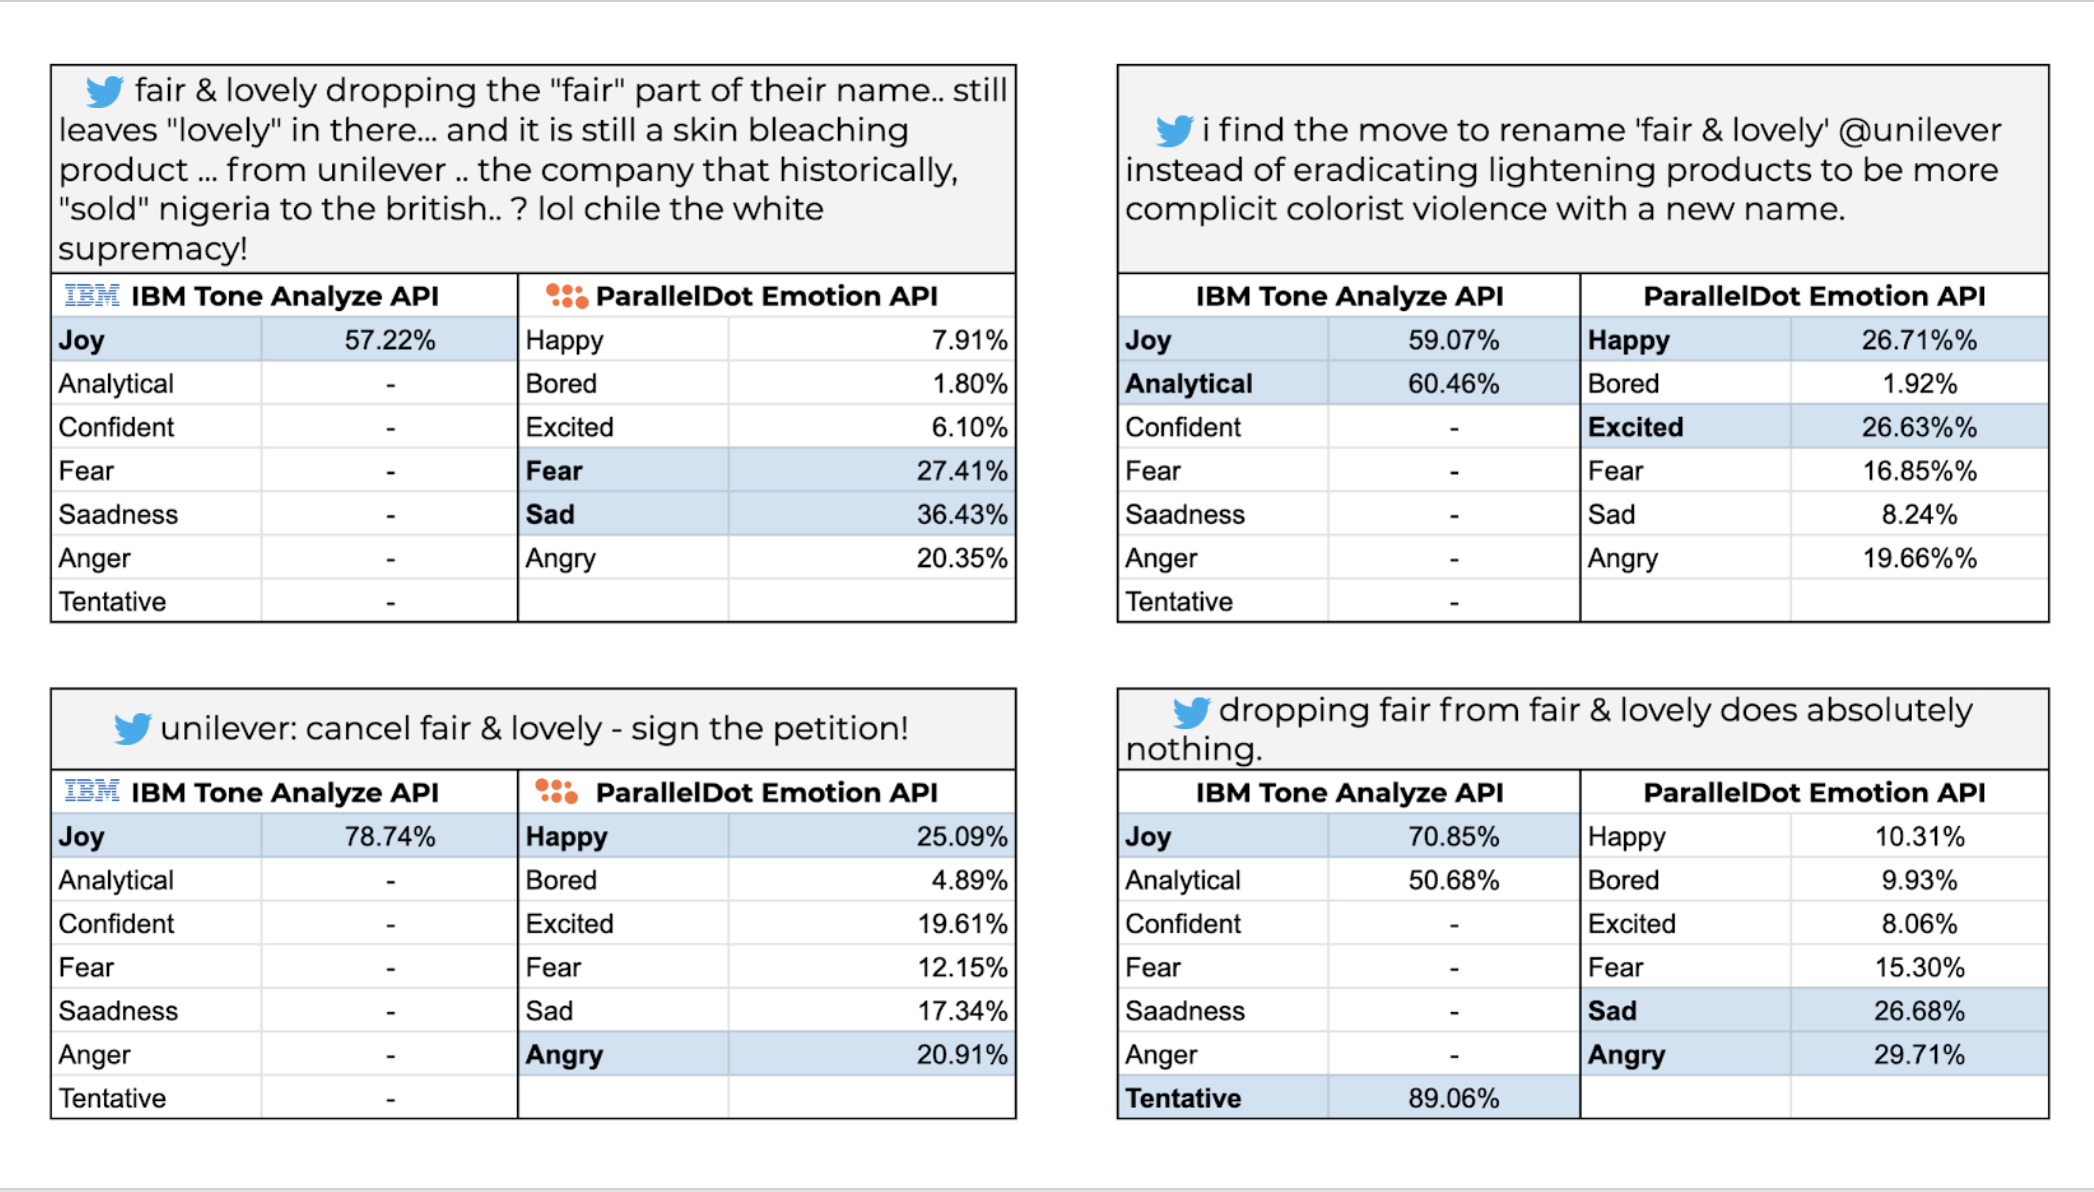 fair & lovely dropping the "fair" part of their name.. still
leaves "lovely" in there... and it is still a skin bleaching
product ... from unilever .. the company that historically,
"sold" nigeria to the british.. ? lol chile the white
supremacy!
IBM IBM Tone Analyze API ParallelDot Emotion API
Joy 57.22% Happy 7.91%
Analytical - Bored 1.80%
Confident - Excited 6.10%
Fear - Fear 27.41%
Saadness - Sad 36.43%
Anger - Angry 20.35%
Tentative -
i find the move to rename 'fair & lovely' @unilever
instead of eradicating lightening products to be more
complicit colorist violence with a new name.
IBM Tone Analyze API ParallelDot Emotion API
Joy 59.07% Happy 26.71%%
Analytical 60.46% Bored 1.92%
Confident - Excited 26.63%%
Fear - Fear 16.85%%
Saadness - Sad 8.24%
Anger - Angry 19.66%%
Tentative -
unilever: cancel fair & lovely - sign the petition!
IBM IBM Tone Analyze API ParallelDot Emotion API
Joy 78.74% Happy 25.09%
Analytical - Bored 4.89%
Confident - Excited 19.61%
Fear - Fear 12.15%
Saadness - Sad 17.34%
Anger - Angry 20.91%
Tentative -
dropping fair from fair & lovely does absolutely
nothing.
IBM Tone Analyze API ParallelDot Emotion API
Joy 70.85% Happy 10.31%
Analytical 50.68% Bored 9.93%
Confident - Excited 8.06%
Fear - Fear 15.30%
Saadness - Sad 26.68%
Anger - Angry 29.71%
Tentative 89.06%